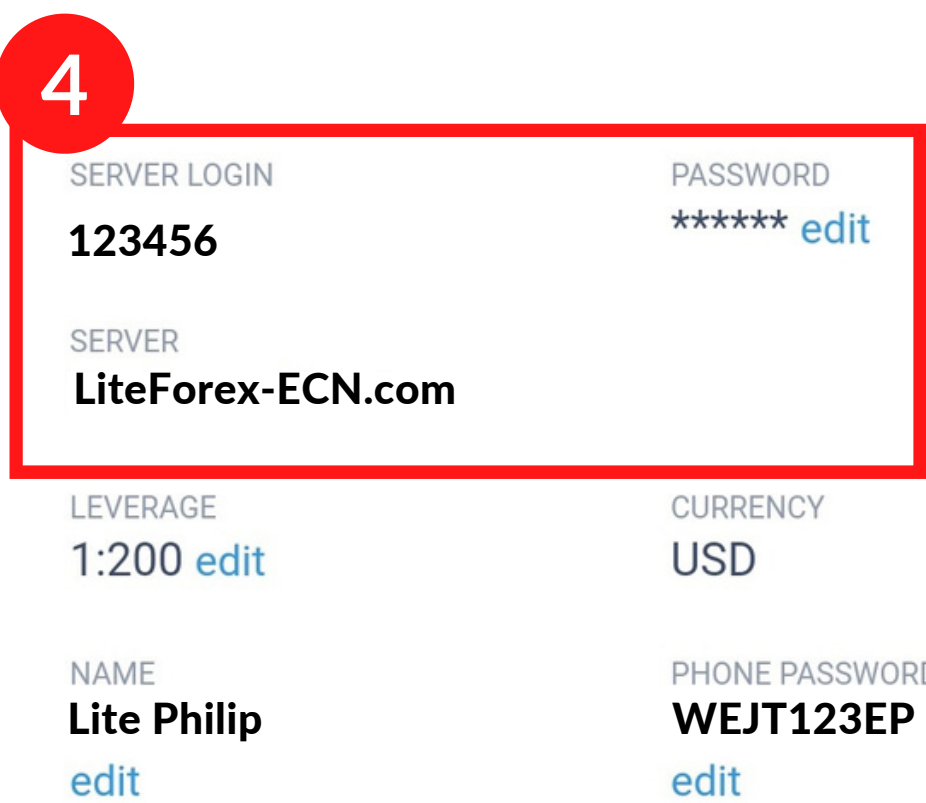 4
SERVER LOGIN PASSWORD
123456 ****** edit
SERVER
LiteForex-ECN.com
LEVERAGE CURRENCY
1:200 edit USD
NAME PHONE PASSWORD
Lite Philip WEJT123EP
edit edit